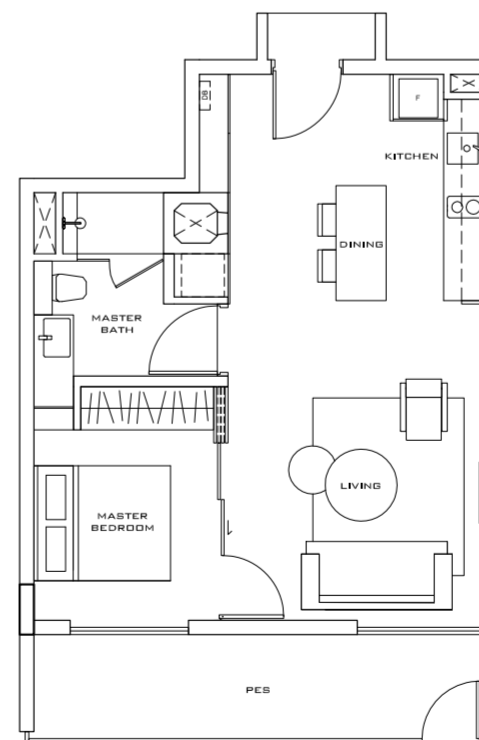 DB
F
KITCHEN
DINING
MASTER
BATH
LIVING
MASTER
BEDROOM
PES